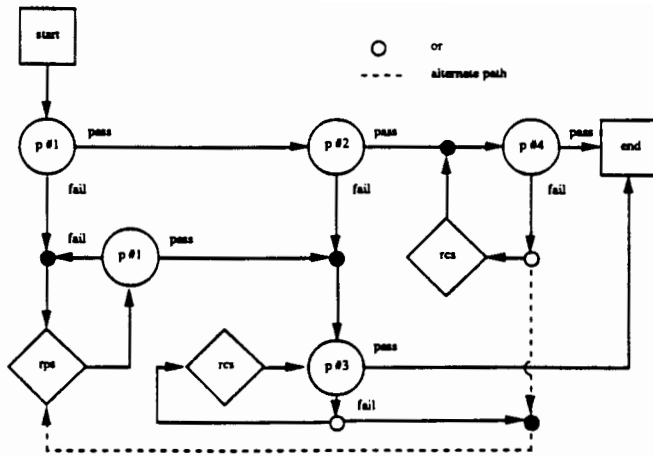 start
or
alternate path
p #1
pass
p #2
pass
p #4
pass
end
fail
fail
fail
fail
p #1
pass
rcs
rps
rcs
p #3
pass
fail